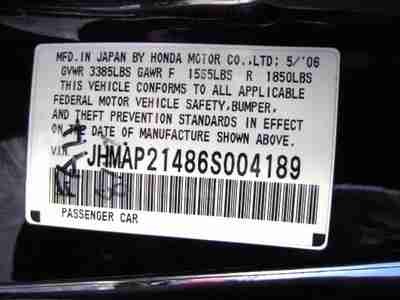 MFD.IN JAPAN BY HONDA MOTOR CO.,LTD; 5/'06
GVWR 3385LBS GAWR F 1565LBS R 1850LBS
THIS VEHICLE CONFORMS TO ALL APPLICABLE
FEDERAL MOTOR VEHICLE SAFETY,BUMPER,
AND THEFT PREVENTION STANDARDS IN EFFECT
ON THE DATE OF MANUFACTURE SHOWN ABOVE.
VIN JHMAP21486S004189
PASSENGER CAR